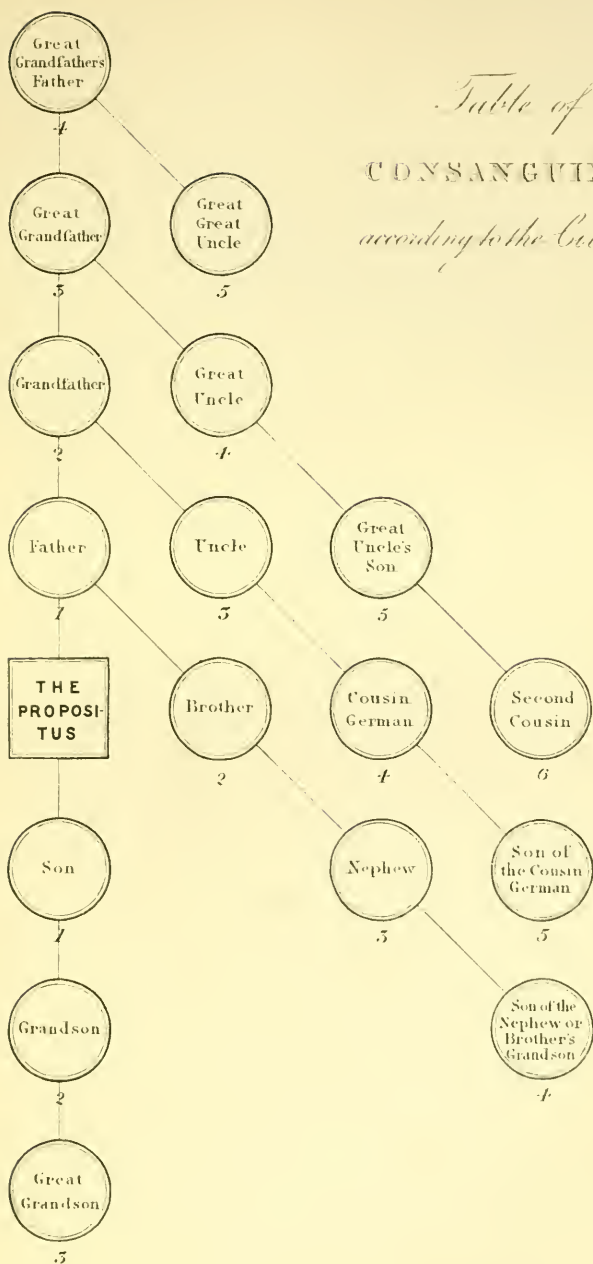 Great
Grandfather's
Father
4
Table of
CONSANGUI
according to the
Great
Grandfather
3
Great
Great
Uncle
5
Grandfather
2
Great
Uncle
4
Father
1
Uncle
3
Great
Uncle's
Son
5
THE
PROPOSI-
TUS
Brother
2
Cousin
German
4
Second
Cousin
6
Son
1
Nephew
3
Son of
the Cousin
German
5
Grandson
2
Son of the
Nephew or
Brother's
Grandson
4
Great
Grandson
3